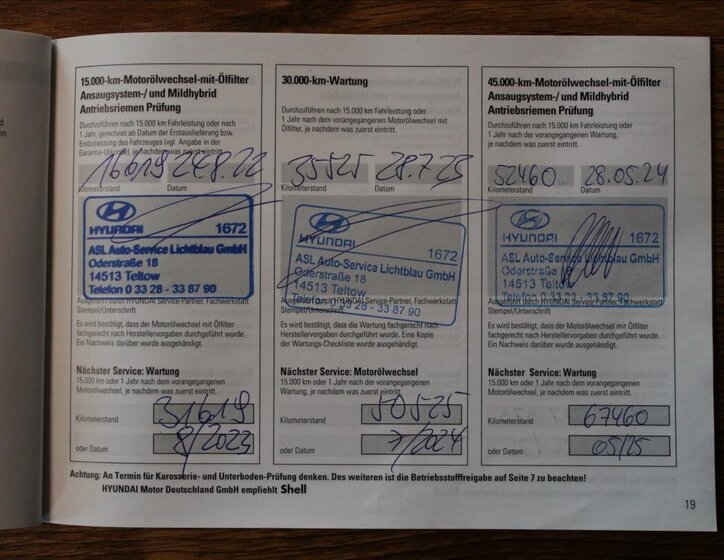 15.000-km-Motorölwechsel-mit-Ölfilter
Ansaugsystem-/ und Mildhybrid
Antriebsriemen Prüfung
Durchzuführen nach 15.000 km Fahrleistung oder nach
1 Jahr, gerechnet ab Datum der Erstauslieferung bzw.
Erstzulassung des Fahrzeuges (vgl. Angabe in der
Garantie-Urkunde), je nachdem was zuerst eintritt.
16619 24.8.22
Kilometerstand Datum
HYUNDAI 1672
ASL Auto-Service Lichtblau GmbH
Oderstraße 18
14513 Teltow
Telefon 0 33 28 - 33 87 90
Ausgeführt durch HYUNDAI Service-Partner, Fachwerkstatt
Stempel/Unterschrift
Es wird bestätigt, daß der Motorölwechsel mit Ölfilter
fachgerecht nach Herstellervorgaben durchgeführt wurde.
Ein Nachweis darüber wurde ausgehändigt.
Nächster Service: Wartung
15.000 km oder 1 Jahr nach dem vorangegangenen
Motorölwechsel, je nachdem was zuerst eintritt.
Kilometerstand 31619
oder Datum 8/2023
30.000-km-Wartung
Durchzuführen nach 15.000 km Fahrleistung oder
1 Jahr nach dem vorangegangenen Motorölwechsel mit
Ölfilter, je nachdem was zuerst eintritt.
35525 28.7.23
Kilometerstand Datum
HYUNDAI 1672
ASL Auto-Service Lichtblau GmbH
Oderstraße 18
14513 Teltow
Telefon 0 33 28 - 33 87 90
Ausgeführt durch HYUNDAI Service-Partner, Fachwerkstatt
Stempel/Unterschrift
Es wird bestätigt, dass die Wartung fachgerecht nach
Herstellervorgaben durchgeführt wurde. Eine Kopie
der Wartungs-Checkliste wurde ausgehändigt.
Nächster Service: Motorölwechsel
15.000 km oder 1 Jahr nach der vorangegangenen
Wartung, je nachdem was zuerst eintritt.
Kilometerstand 50525
oder Datum 7/2024
45.000-km-Motorölwechsel-mit-Ölfilter
Ansaugsystem-/ und Mildhybrid
Antriebsriemen Prüfung
Durchzuführen nach 15.000 km Fahrleistung oder nach
1 Jahr nach der vorangegangenen Wartung,
je nachdem was zuerst eintritt.
52460 28.05.24
Kilometerstand Datum
HYUNDAI 1672
ASL Auto-Service Lichtblau GmbH
Oderstraße
14513 Teltow
Telefon 0 33 28 - 33 87 90
Ausgeführt durch HYUNDAI Service-Partner, Fachwerkstatt
Stempel/Unterschrift
Es wird bestätigt, dass der Motorölwechsel mit Ölfilter
fachgerecht nach Herstellervorgaben durchgeführt wurde.
Ein Nachweis darüber wurde ausgehändigt.
Nächster Service: Wartung
15.000 km oder 1 Jahr nach dem vorangegangenen
Motorölwechsel, je nachdem was zuerst eintritt.
Kilometerstand 67460
oder Datum 05/25
Achtung: An Termin für Karosserie- und Unterboden-Prüfung denken. Des weiteren ist die Betriebsstofffreigabe auf Seite 7 zu beachten!
HYUNDAI Motor Deutschland GmbH empfiehlt Shell
19